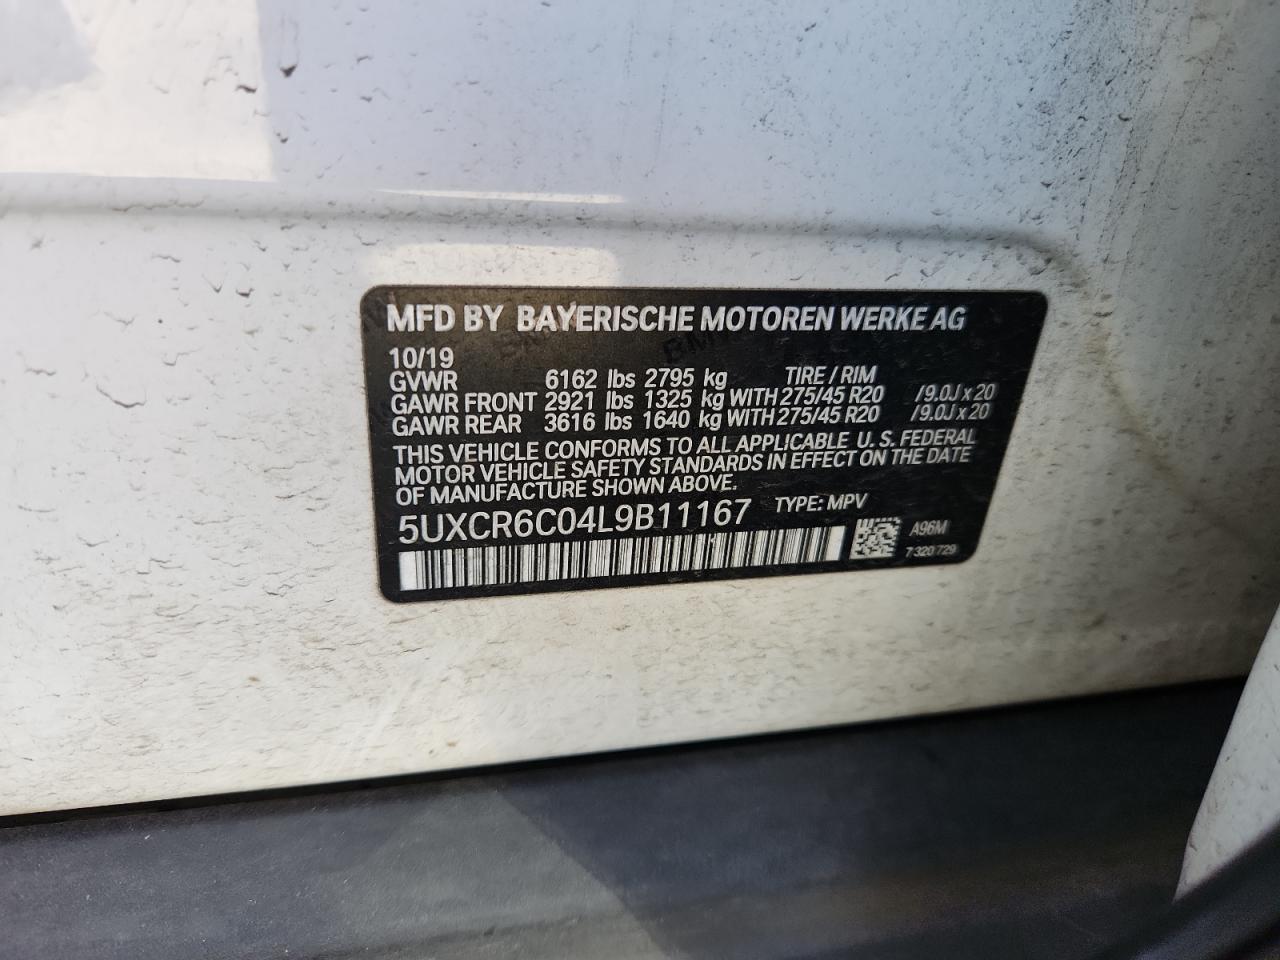 MFD BY BAYERISCHE MOTOREN WERKE AG
10/19
GVWR 6162 lbs 2795 kg TIRE / RIM
GAWR FRONT 2921 lbs 1325 kg WITH 275/45 R20 /9.0J x 20
GAWR REAR 3616 lbs 1640 kg WITH 275/45 R20 /9.0J x 20
THIS VEHICLE CONFORMS TO ALL APPLICABLE U.S. FEDERAL
MOTOR VEHICLE SAFETY STANDARDS IN EFFECT ON THE DATE
OF MANUFACTURE SHOWN ABOVE.
5UXCR6C04L9B11167 TYPE: MPV
A96M
7 320 729